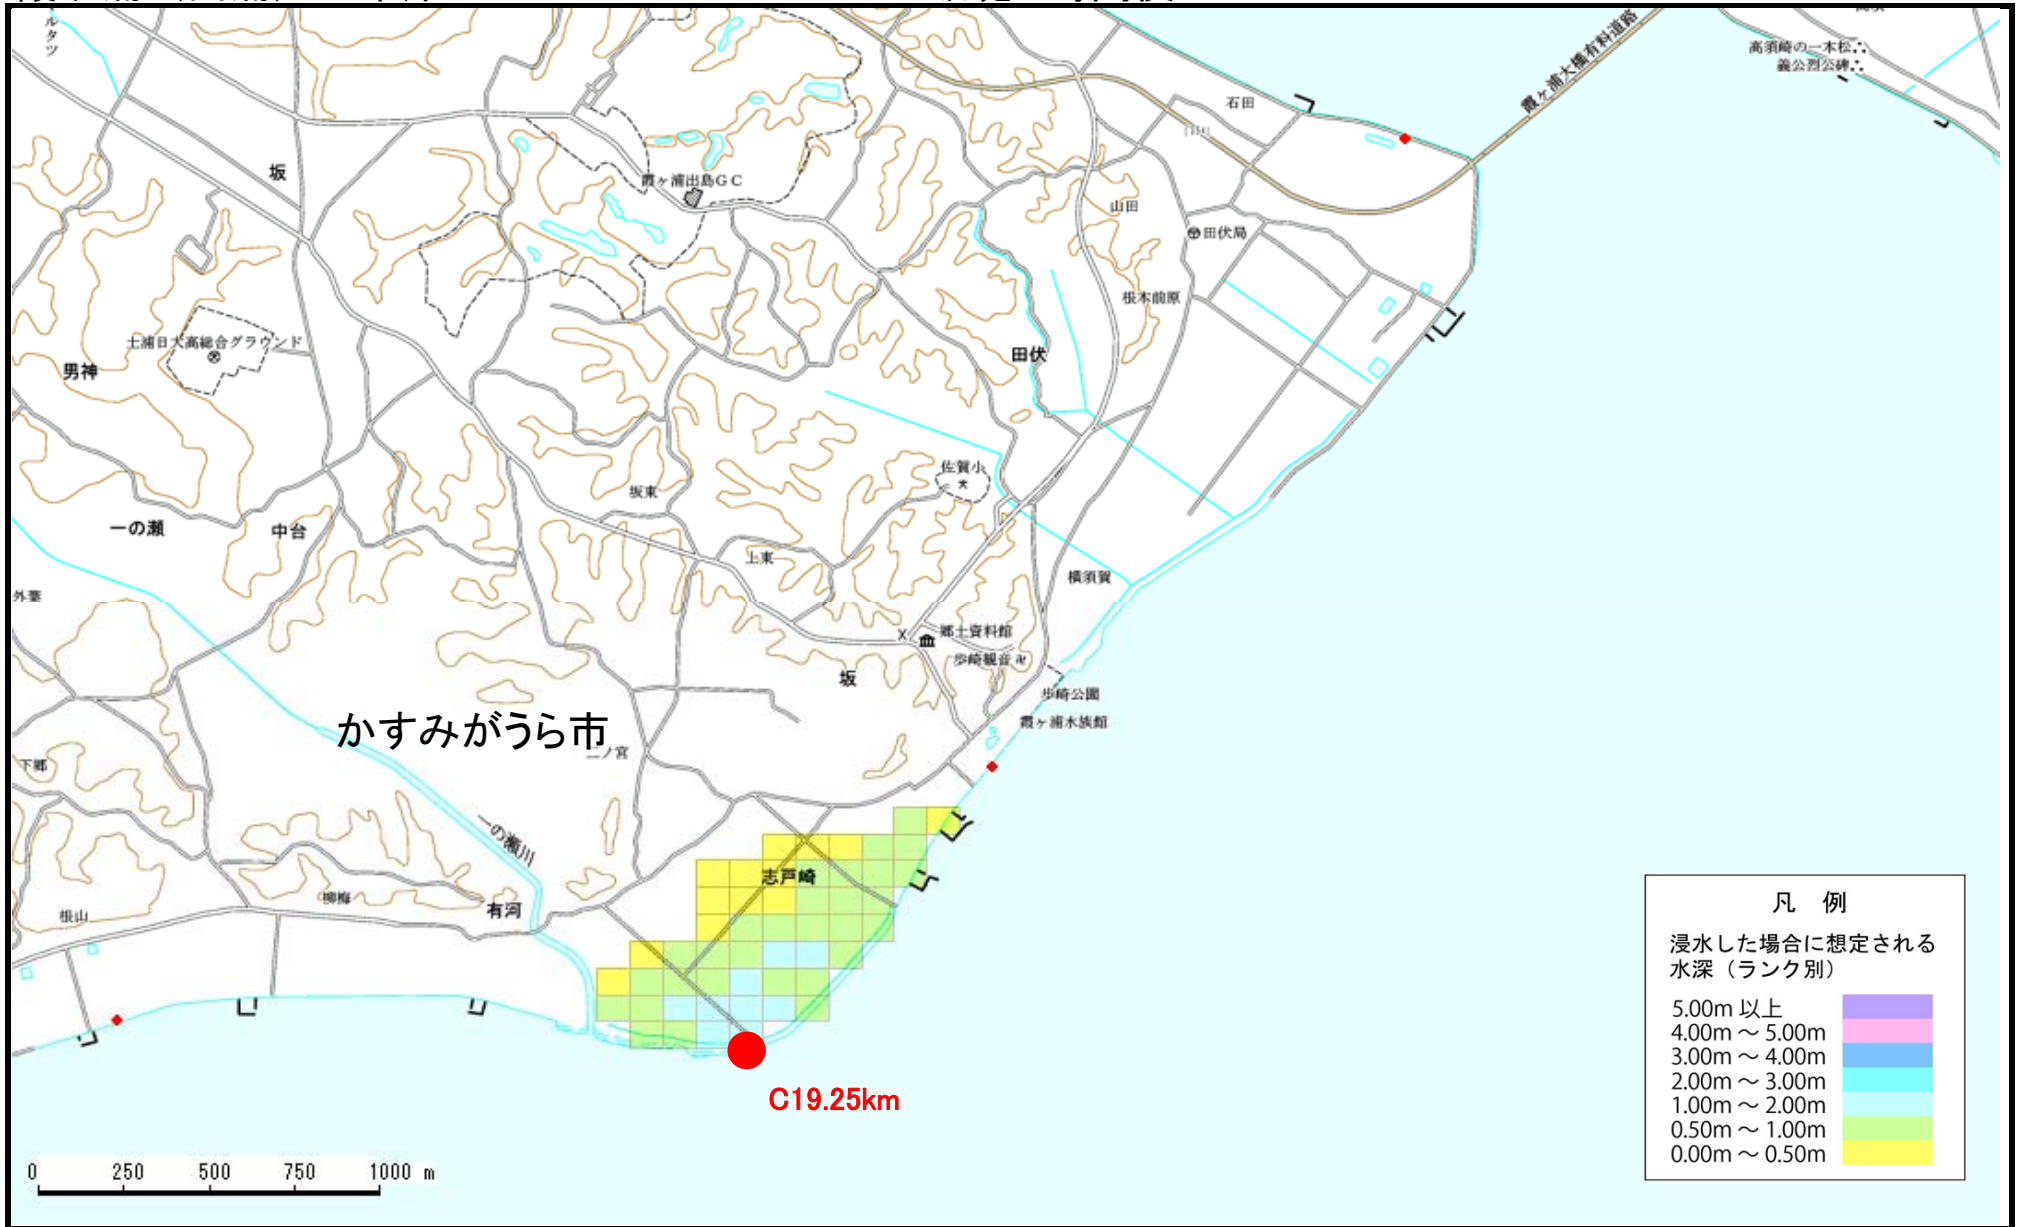 ルタツ
霞ヶ浦大橋有料道路
高須崎の一本松
義公烈公碑
石田
坂
霞ヶ浦出島GC
山田
田伏局
根木前原
土浦日大高総合グラウンド
男神
田伏
佐賀小
坂東
一の瀬
中台
上東
横須賀
外輩
郷土資料館
歩崎観音
坂
歩崎公園
霞ヶ浦水族館
かすみがうら市
二ノ宮
下郷
一の瀬川
志戸崎
柳梅
有河
根山
C19.25km
凡 例
浸水した場合に想定される
水深(ランク別)
5.00m 以上
4.00m ~ 5.00m
3.00m ~ 4.00m
2.00m ~ 3.00m
1.00m ~ 2.00m
0.50m ~ 1.00m
0.00m ~ 0.50m
0 250 500 750 1000 m